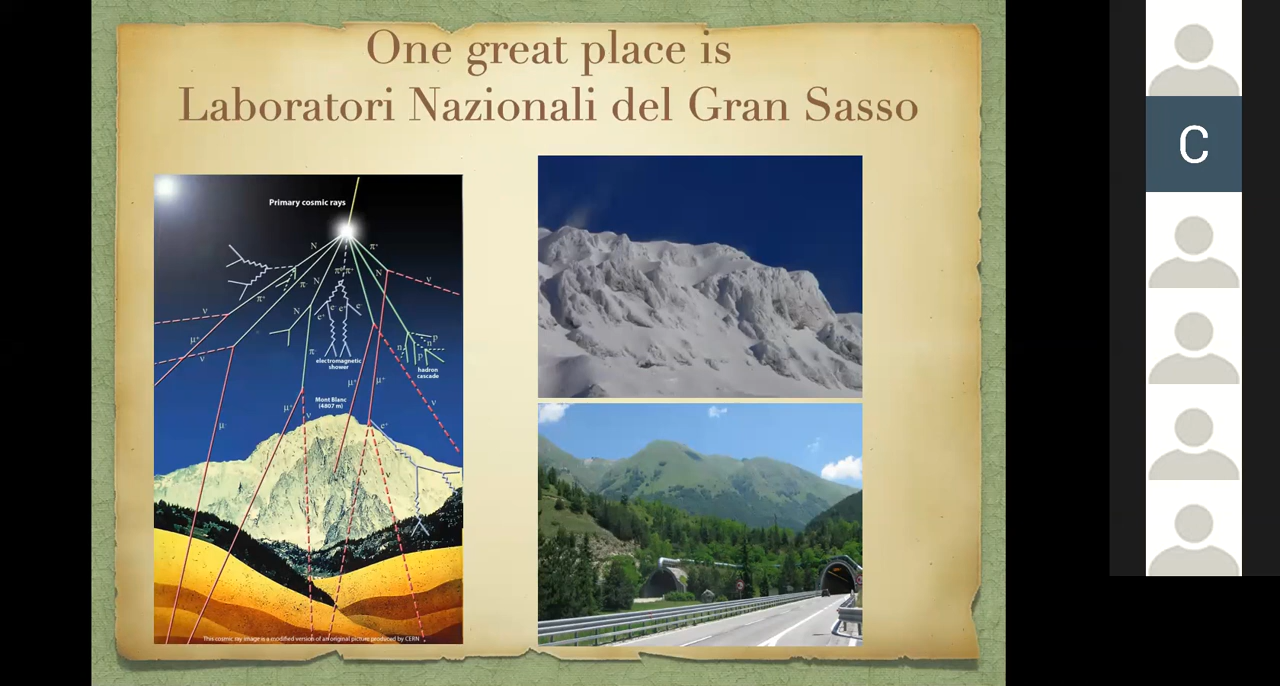 One great place is
Laboratori Nazionali del Gran Sasso
Primary cosmic rays
N
π⁺
N
ν
N
N
e⁻
ν
μ⁺
ν
electromagnetic
shower
hadron
cascade
p
n
p
μ⁺
μ⁺
Mont Blanc
(4807 m)
μ⁺
ν
ν
μ⁻
e⁺
ν
This cosmic ray image is a modified version of an original picture produced by CERN
C